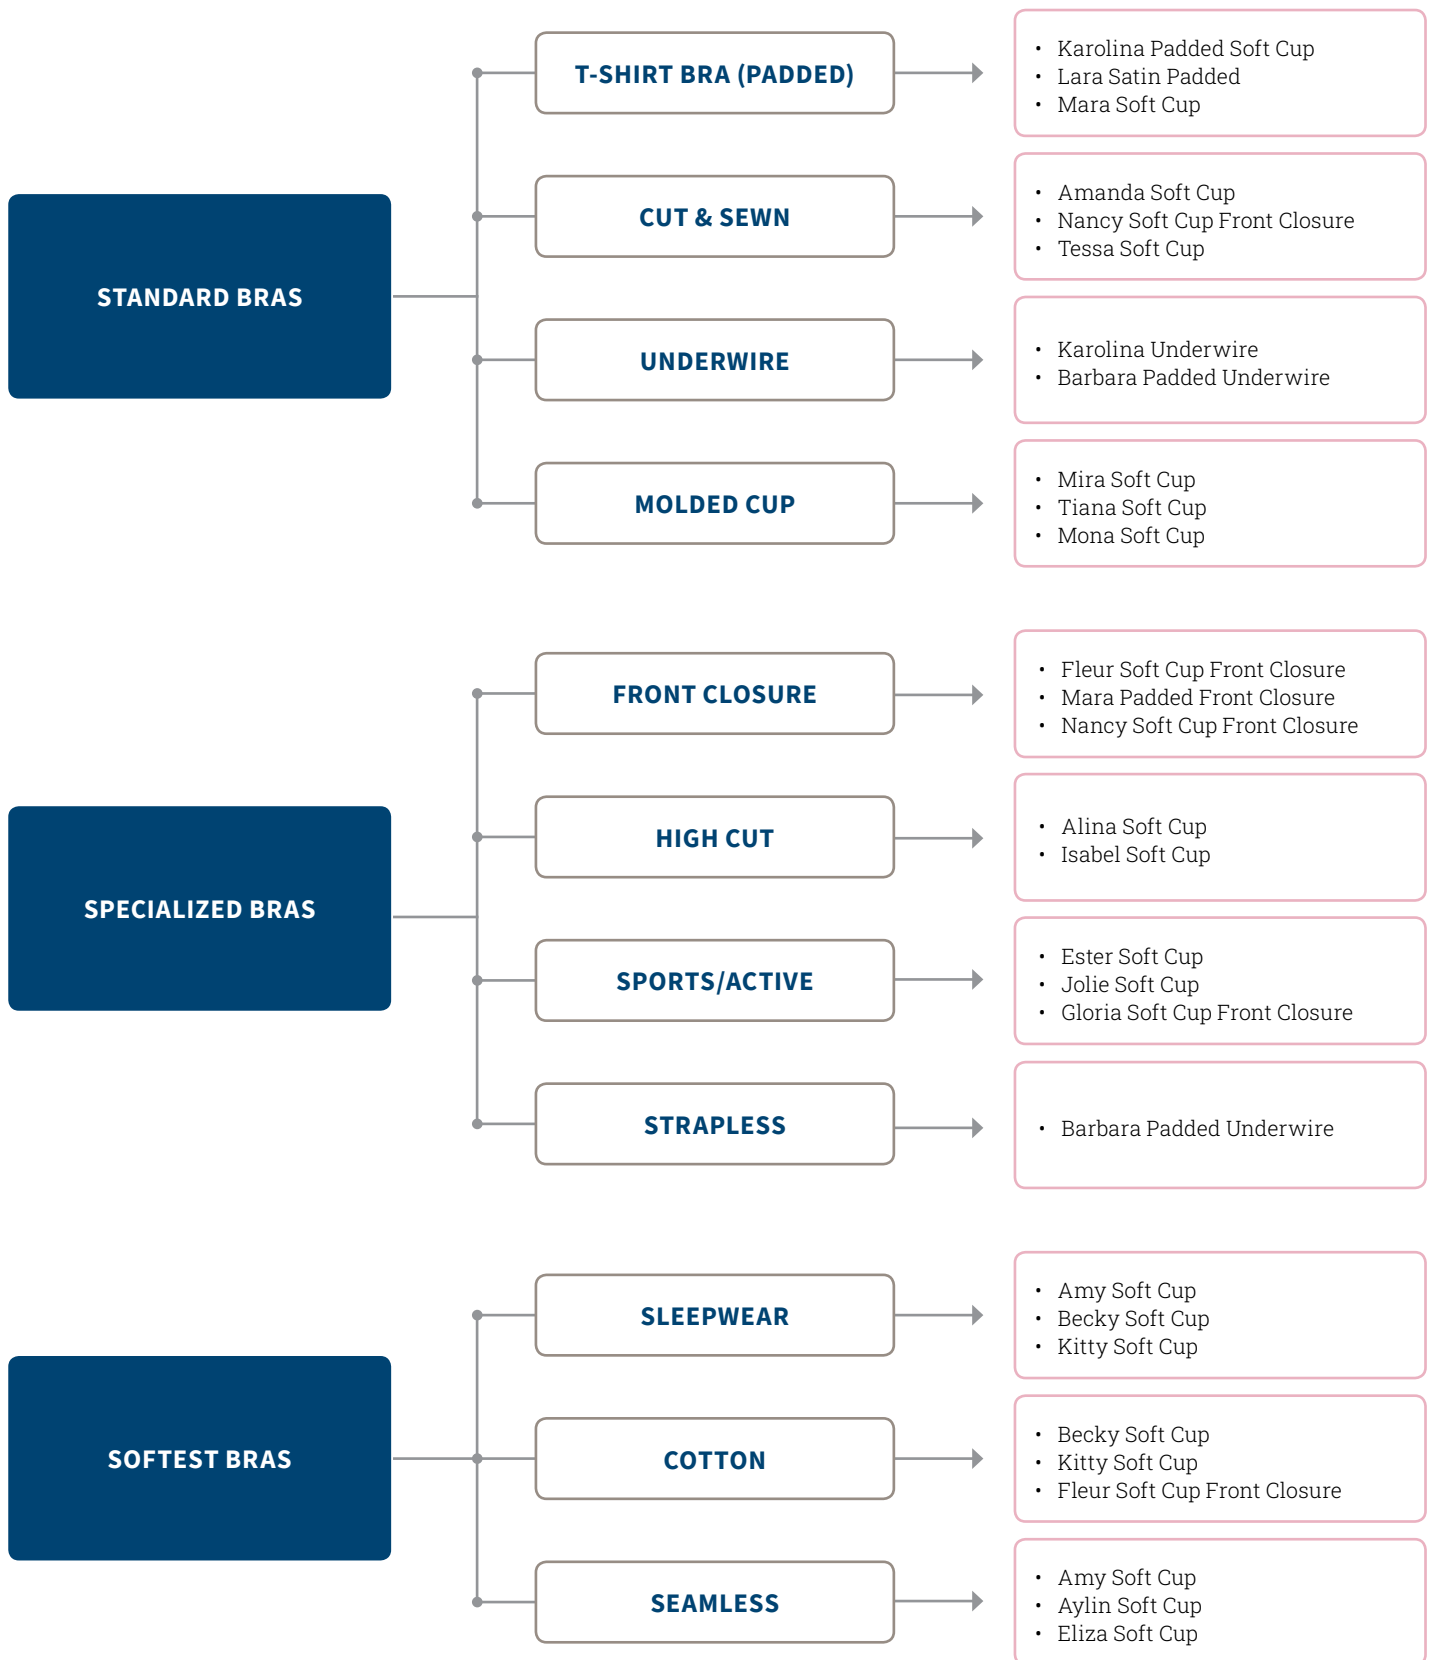 STANDARD BRAS
T-SHIRT BRA (PADDED)
• Karolina Padded Soft Cup
• Lara Satin Padded
• Mara Soft Cup
CUT & SEWN
• Amanda Soft Cup
• Nancy Soft Cup Front Closure
• Tessa Soft Cup
UNDERWIRE
• Karolina Underwire
• Barbara Padded Underwire
MOLDED CUP
• Mira Soft Cup
• Tiana Soft Cup
• Mona Soft Cup
SPECIALIZED BRAS
FRONT CLOSURE
• Fleur Soft Cup Front Closure
• Mara Padded Front Closure
• Nancy Soft Cup Front Closure
HIGH CUT
• Alina Soft Cup
• Isabel Soft Cup
SPORTS/ACTIVE
• Ester Soft Cup
• Jolie Soft Cup
• Gloria Soft Cup Front Closure
STRAPLESS
• Barbara Padded Underwire
SOFTEST BRAS
SLEEPWEAR
• Amy Soft Cup
• Becky Soft Cup
• Kitty Soft Cup
COTTON
• Becky Soft Cup
• Kitty Soft Cup
• Fleur Soft Cup Front Closure
SEAMLESS
• Amy Soft Cup
• Aylin Soft Cup
• Eliza Soft Cup